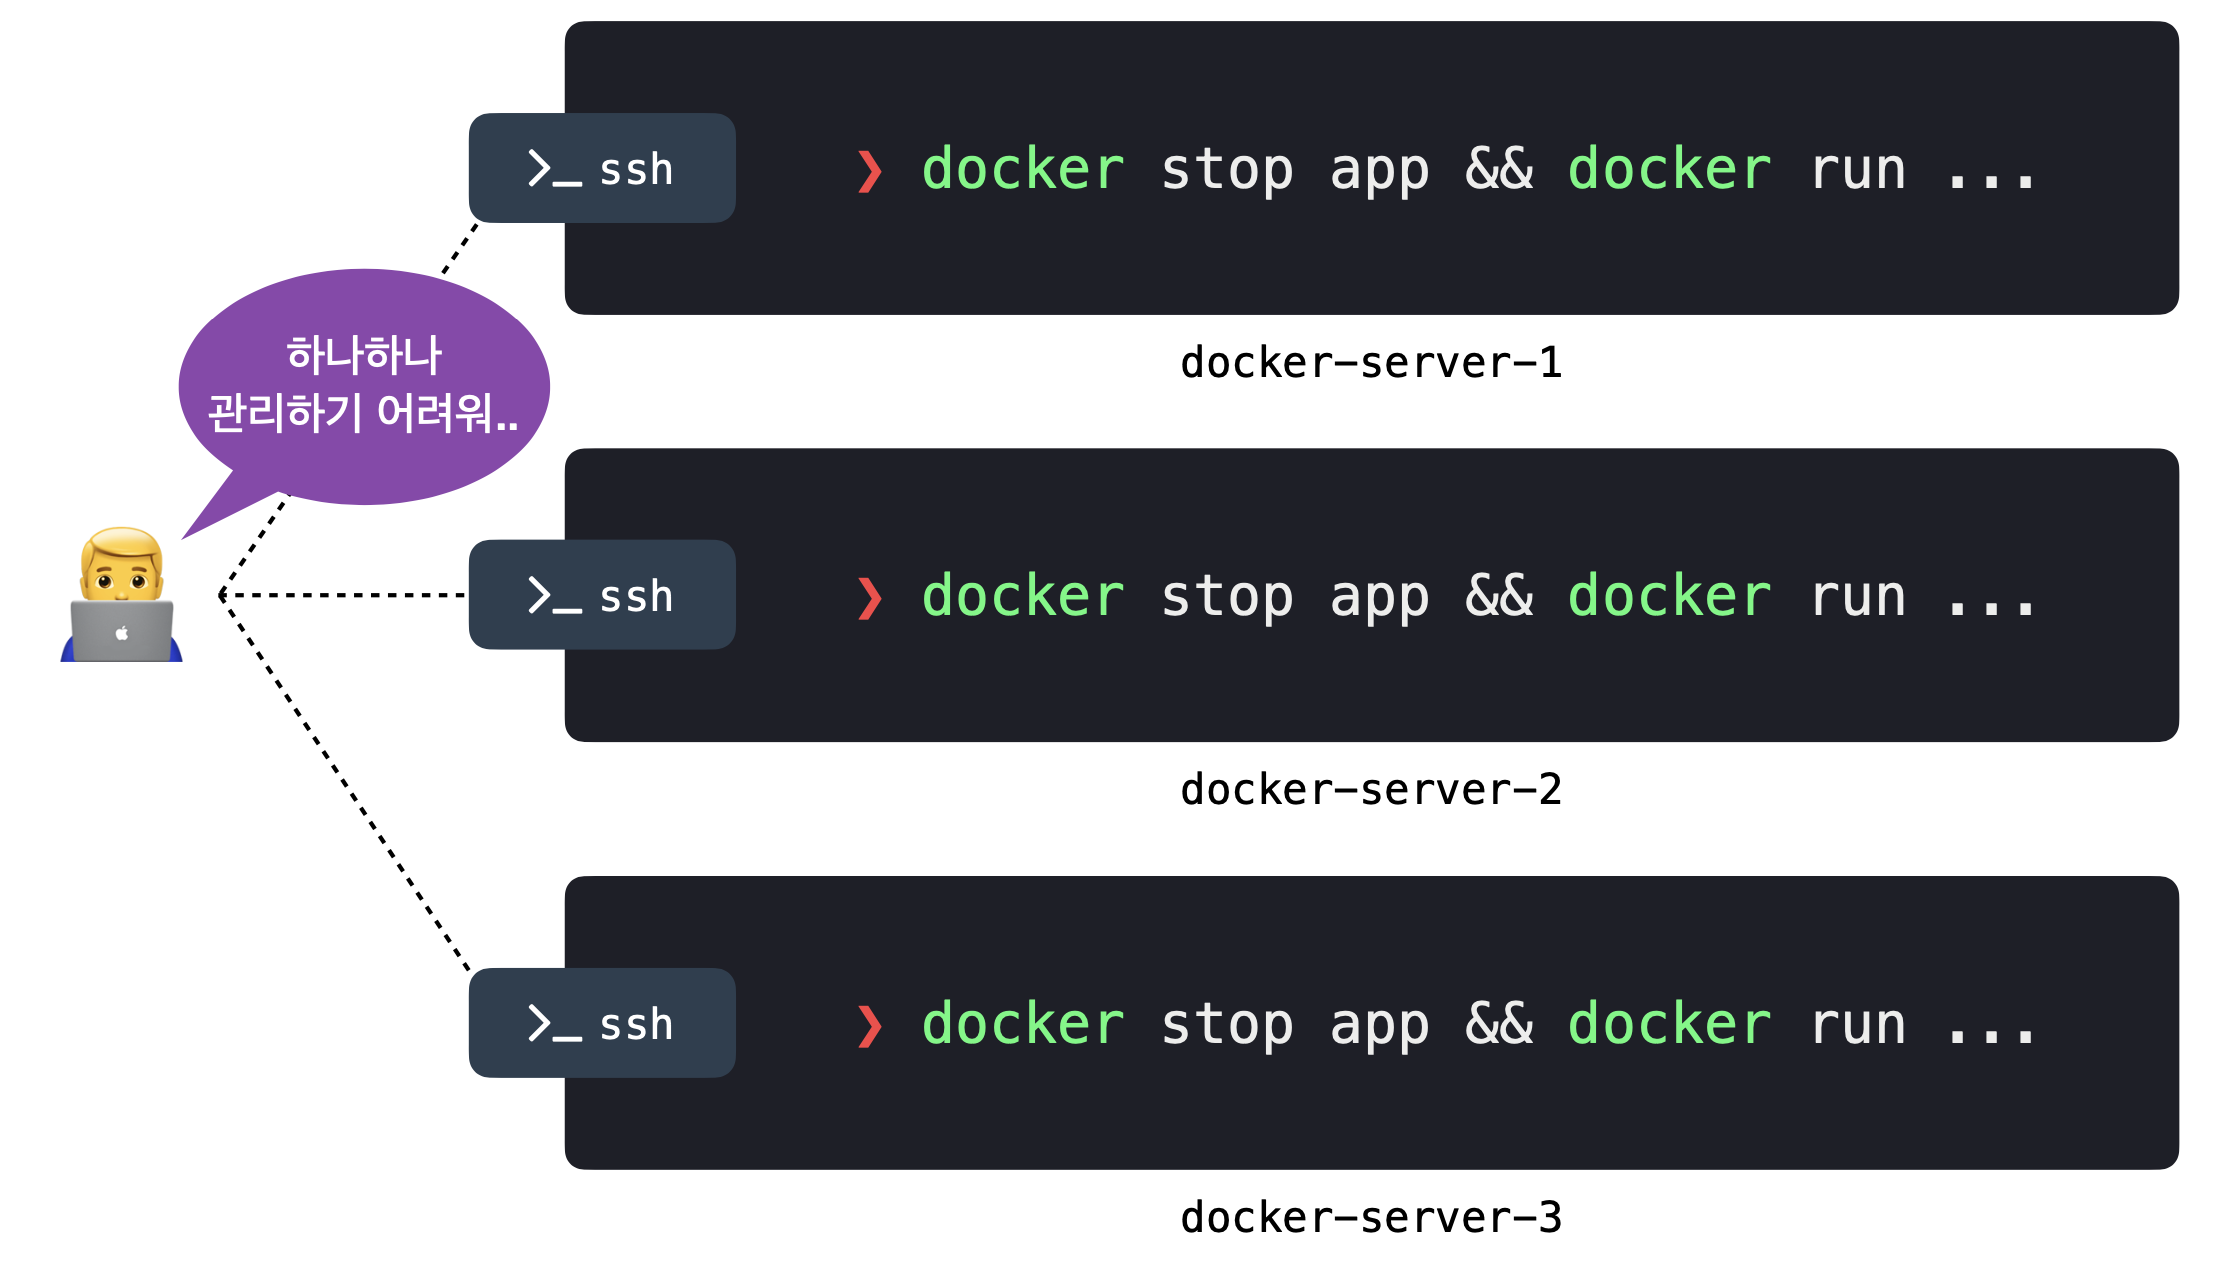 >_ ssh
❯ docker stop app && docker run ...
docker-server-1
하나하나
관리하기 어려워..
>_ ssh
❯ docker stop app && docker run ...
docker-server-2
>_ ssh
❯ docker stop app && docker run ...
docker-server-3